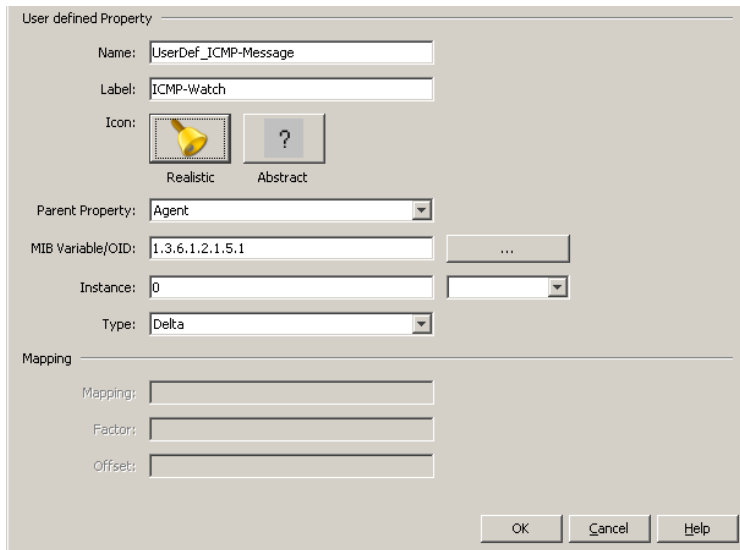 User defined Property
Name: UserDef_ICMP-Message
Label: ICMP-Watch
Icon:
?
Realistic Abstract
Parent Property: Agent
MIB Variable/OID: 1.3.6.1.2.1.5.1 ...
Instance: 0
Type: Delta
Mapping
Mapping:
Factor:
Offset:
OK Cancel Help